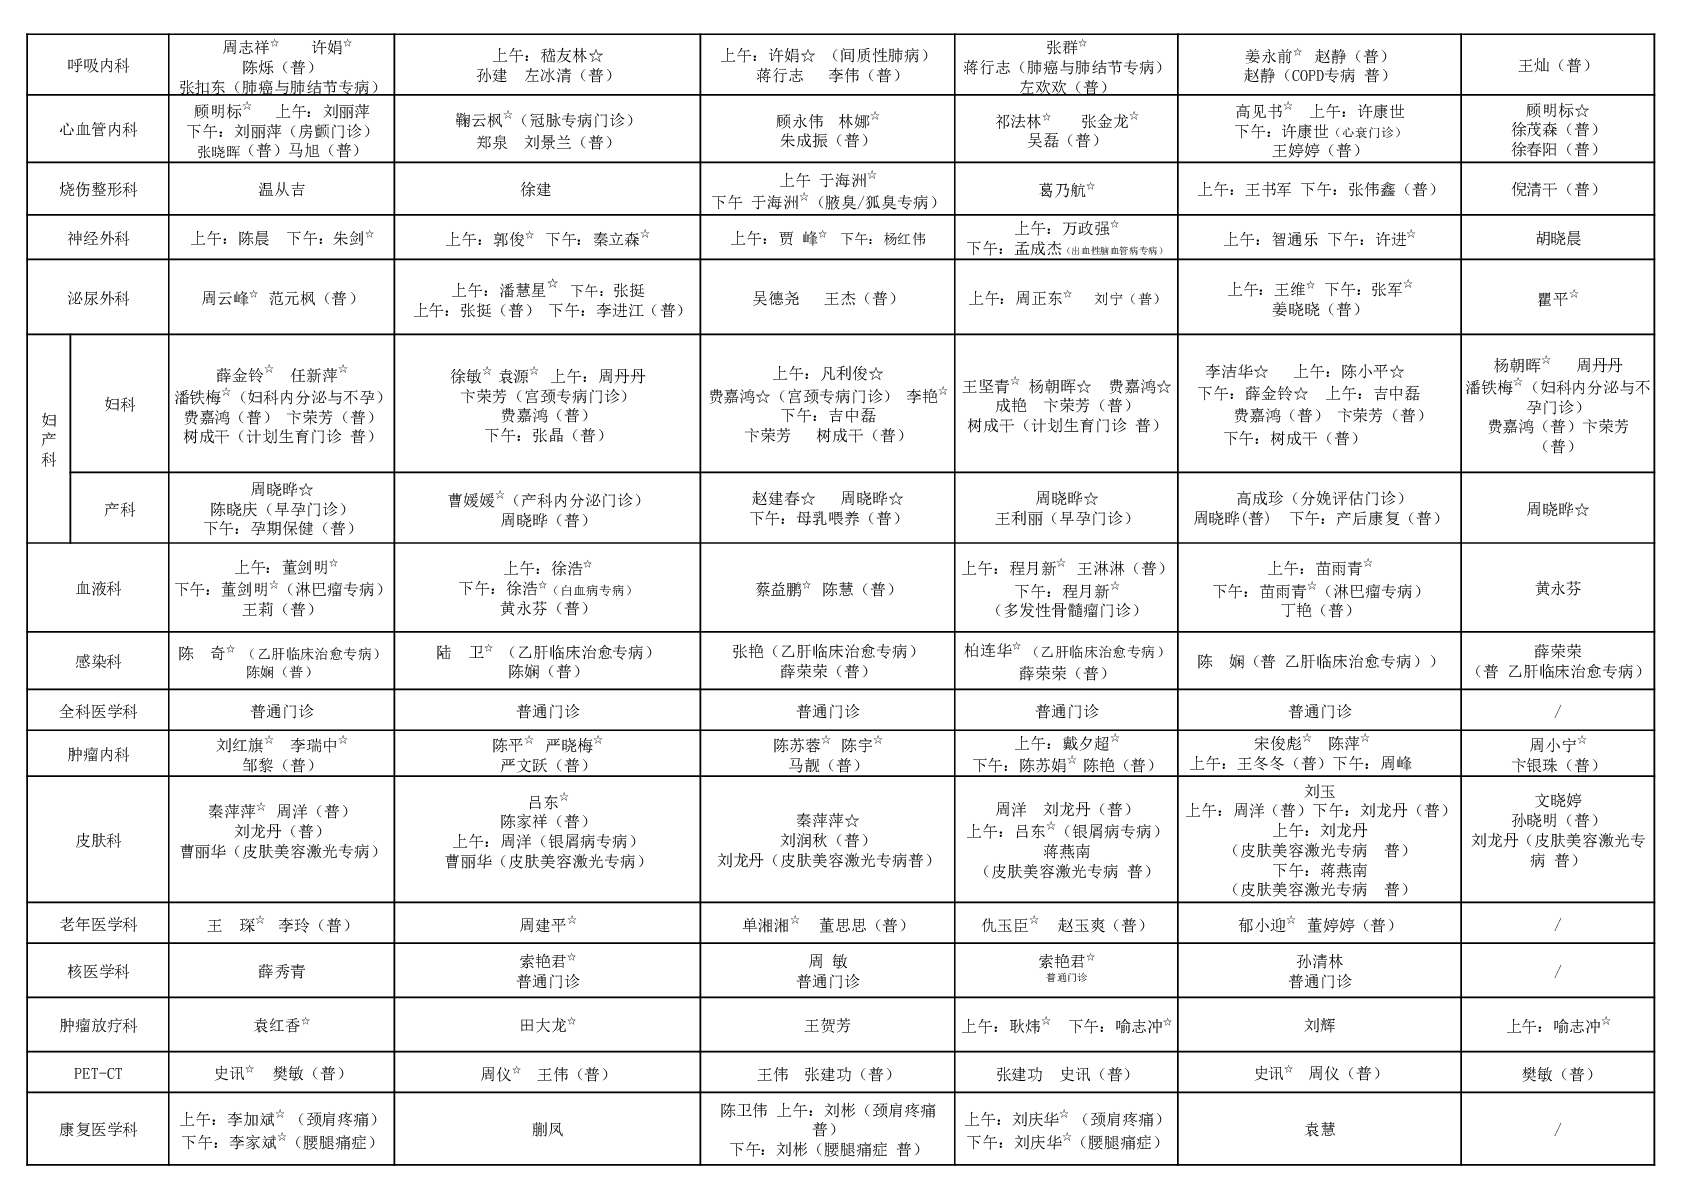 呼吸内科
周志祥☆ 许娟☆
陈烁（普）
张扣东（肺癌与肺结节专病）
上午：嵇友林☆
孙建 左冰清（普）
上午：许娟☆ （间质性肺病）
蒋行志 李伟（普）
张群☆
蒋行志（肺癌与肺结节专病）
左欢欢（普）
姜永前☆ 赵静（普）
赵静（COPD专病 普）
王灿（普）
心血管内科
顾明标☆ 上午：刘丽萍
下午：刘丽萍（房颤门诊）
张晓晖（普）马旭（普）
鞠云枫☆（冠脉专病门诊）
郑泉 刘景兰（普）
顾永伟 林娜☆
朱成振（普）
祁法林☆ 张金龙☆
吴磊（普）
高见书☆ 上午：许康世
下午：许康世（心衰门诊）
王婷婷（普）
顾明标☆
徐茂森（普）
徐春阳（普）
烧伤整形科
温从吉
徐建
上午 于海洲☆
下午 于海洲☆（腋臭/狐臭专病）
葛乃航☆
上午：王书军 下午：张伟鑫（普）
倪清干（普）
神经外科
上午：陈晨 下午：朱剑☆
上午：郭俊☆ 下午：秦立森☆
上午：贾 峰☆ 下午：杨红伟
上午：万政强☆
下午：孟成杰（出血性脑血管病专病）
上午：智通乐 下午：许进☆
胡晓晨
泌尿外科
周云峰☆ 范元枫（普）
上午：潘慧星☆ 下午：张挺
上午：张挺（普） 下午：李进江（普）
吴德尧 王杰（普）
上午：周正东☆ 刘宁（普）
上午：王维☆ 下午：张军☆
姜晓晓（普）
瞿平☆
妇产科
妇科
薛金铃☆ 任新萍☆
潘铁梅☆（妇科内分泌与不孕）
费嘉鸿（普） 卞荣芳（普）
树成干（计划生育门诊 普）
徐敏☆ 袁源☆ 上午：周丹丹
卞荣芳（宫颈专病门诊）
费嘉鸿（普）
下午：张晶（普）
上午：凡利俊☆
费嘉鸿☆（宫颈专病门诊） 李艳☆
下午：吉中磊
卞荣芳 树成干（普）
王坚青☆ 杨朝晖☆ 费嘉鸿☆
成艳 卞荣芳（普）
树成干（计划生育门诊 普）
李洁华☆ 上午：陈小平☆
下午：薛金铃☆ 上午：吉中磊
费嘉鸿（普） 卞荣芳（普）
下午：树成干（普）
杨朝晖☆ 周丹丹
潘铁梅☆（妇科内分泌与不
孕门诊）
费嘉鸿（普）卞荣芳
（普）
产科
周晓晔☆
陈晓庆（早孕门诊）
下午：孕期保健（普）
曹媛媛☆（产科内分泌门诊）
周晓晔（普）
赵建春☆ 周晓晔☆
下午：母乳喂养（普）
周晓晔☆
王利丽（早孕门诊）
高成珍（分娩评估门诊）
周晓晔(普) 下午：产后康复（普）
周晓晔☆
血液科
上午：董剑明☆
下午：董剑明☆（淋巴瘤专病）
王莉（普）
上午：徐浩☆
下午：徐浩☆（白血病专病）
黄永芬（普）
蔡益鹏☆ 陈慧（普）
上午：程月新☆ 王淋淋（普）
下午：程月新☆
（多发性骨髓瘤门诊）
上午：苗雨青☆
下午：苗雨青☆（淋巴瘤专病）
丁艳（普）
黄永芬
感染科
陈 奇☆ （乙肝临床治愈专病）
陈娴（普）
陆 卫☆ （乙肝临床治愈专病）
陈娴（普）
张艳（乙肝临床治愈专病）
薛荣荣（普）
柏连华☆（乙肝临床治愈专病）
薛荣荣（普）
陈 娴（普 乙肝临床治愈专病））
薛荣荣
（普 乙肝临床治愈专病）
全科医学科
普通门诊
普通门诊
普通门诊
普通门诊
普通门诊
/
肿瘤内科
刘红旗☆ 李瑞中☆
邹黎（普）
陈平☆ 严晓梅☆
严文跃（普）
陈苏蓉☆ 陈宇☆
马靓（普）
上午：戴夕超☆
下午：陈苏娟☆ 陈艳（普）
宋俊彪☆ 陈萍☆
上午：王冬冬（普）下午：周峰
周小宁☆
卞银珠（普）
皮肤科
秦萍萍☆ 周洋（普）
刘龙丹（普）
曹丽华（皮肤美容激光专病）
吕东☆
陈家祥（普）
上午：周洋（银屑病专病）
曹丽华（皮肤美容激光专病）
秦萍萍☆
刘润秋（普）
刘龙丹（皮肤美容激光专病普）
周洋 刘龙丹（普）
上午：吕东☆（银屑病专病）
蒋燕南
（皮肤美容激光专病 普）
刘玉
上午：周洋（普）下午：刘龙丹（普）
上午：刘龙丹
（皮肤美容激光专病 普）
下午：蒋燕南
（皮肤美容激光专病 普）
文晓婷
孙晓明（普）
刘龙丹（皮肤美容激光专
病 普）
老年医学科
王 琛☆ 李玲（普）
周建平☆
单湘湘☆ 董思思（普）
仇玉臣☆ 赵玉爽（普）
郁小迎☆ 董婷婷（普）
/
核医学科
薛秀青
索艳君☆
普通门诊
周 敏
普通门诊
索艳君☆
普通门诊
孙清林
普通门诊
/
肿瘤放疗科
袁红香☆
田大龙☆
王贺芳
上午：耿炜☆ 下午：喻志冲☆
刘辉
上午：喻志冲☆
PET-CT
史讯☆ 樊敏（普）
周仪☆ 王伟（普）
王伟 张建功（普）
张建功 史讯（普）
史讯☆ 周仪（普）
樊敏（普）
康复医学科
上午：李加斌☆ （颈肩疼痛）
下午：李家斌☆（腰腿痛症）
蒯凤
陈卫伟 上午：刘彬（颈肩疼痛
普）
下午：刘彬（腰腿痛症 普）
上午：刘庆华☆ （颈肩疼痛）
下午：刘庆华☆（腰腿痛症）
袁慧
/